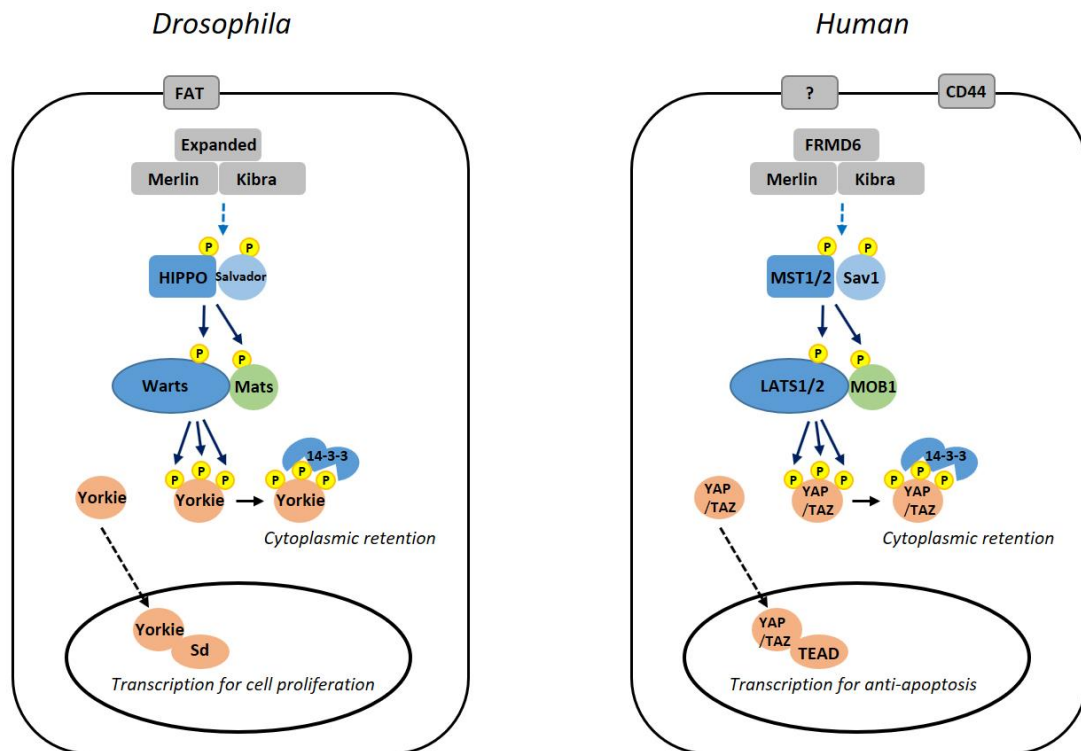 Drosophila
FAT
Expanded
Merlin
Kibra
P
P
HIPPO
Salvador
P
P
Warts
Mats
14-3-3
P
P
P
P
P
P
Yorkie
Yorkie
Yorkie
Cytoplasmic retention
Yorkie
Sd
Transcription for cell proliferation
Human
?
CD44
FRMD6
Merlin
Kibra
P
P
MST1/2
Sav1
P
P
LATS1/2
MOB1
14-3-3
P
P
P
P
P
P
YAP
/TAZ
YAP
/TAZ
YAP
/TAZ
Cytoplasmic retention
YAP
/TAZ
TEAD
Transcription for anti-apoptosis